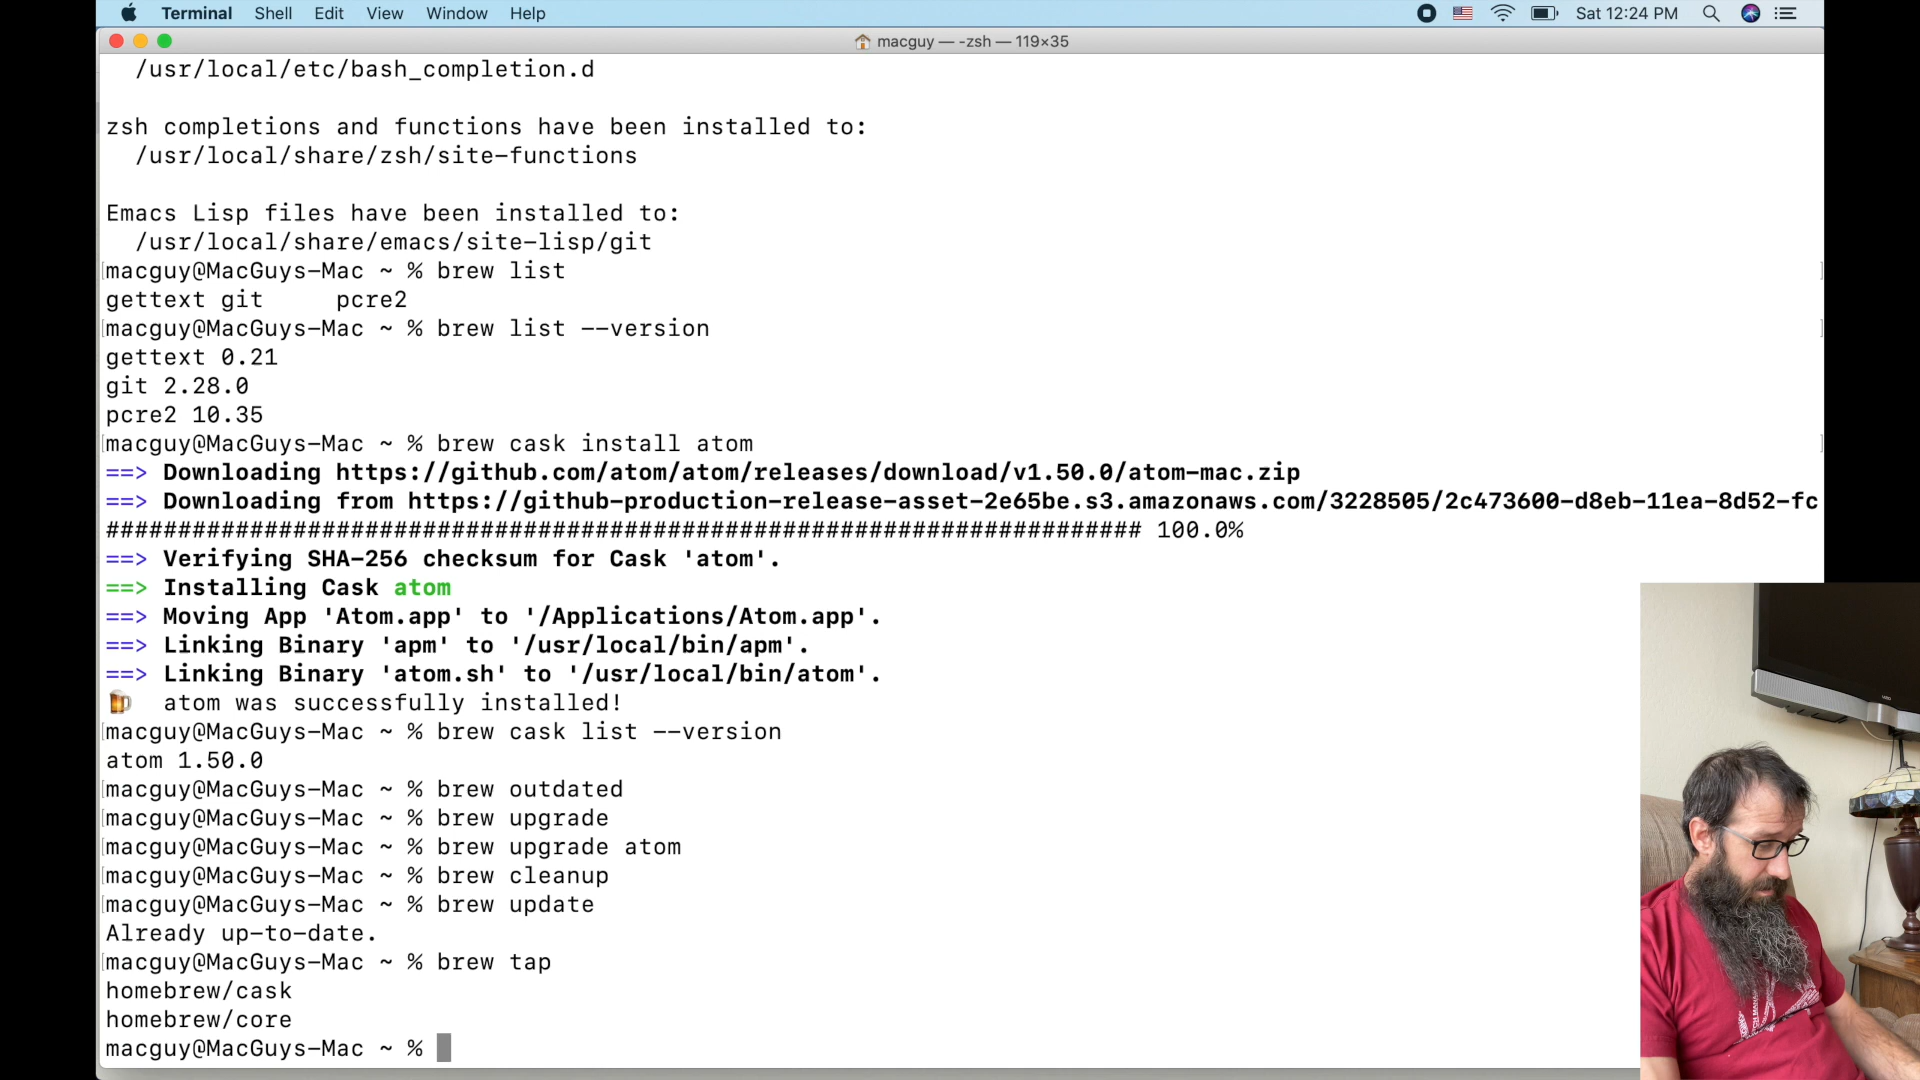 Terminal Shell Edit View Window Help Sat 12:24 PM
macguy — -zsh — 119×35
/usr/local/etc/bash_completion.d
zsh completions and functions have been installed to:
/usr/local/share/zsh/site-functions
Emacs Lisp files have been installed to:
/usr/local/share/emacs/site-lisp/git
macguy@MacGuys-Mac ~ % brew list
gettext git pcre2
macguy@MacGuys-Mac ~ % brew list --version
gettext 0.21
git 2.28.0
pcre2 10.35
macguy@MacGuys-Mac ~ % brew cask install atom
==> Downloading https://github.com/atom/atom/releases/download/v1.50.0/atom-mac.zip
==> Downloading from https://github-production-release-asset-2e65be.s3.amazonaws.com/3228505/2c473600-d8eb-11ea-8d52-fc
######################################################################## 100.0%
==> Verifying SHA-256 checksum for Cask 'atom'.
==> Installing Cask atom
==> Moving App 'Atom.app' to '/Applications/Atom.app'.
==> Linking Binary 'apm' to '/usr/local/bin/apm'.
==> Linking Binary 'atom.sh' to '/usr/local/bin/atom'.
🍺 atom was successfully installed!
macguy@MacGuys-Mac ~ % brew cask list --version
atom 1.50.0
macguy@MacGuys-Mac ~ % brew outdated
macguy@MacGuys-Mac ~ % brew upgrade
macguy@MacGuys-Mac ~ % brew upgrade atom
macguy@MacGuys-Mac ~ % brew cleanup
macguy@MacGuys-Mac ~ % brew update
Already up-to-date.
macguy@MacGuys-Mac ~ % brew tap
homebrew/cask
homebrew/core
macguy@MacGuys-Mac ~ %